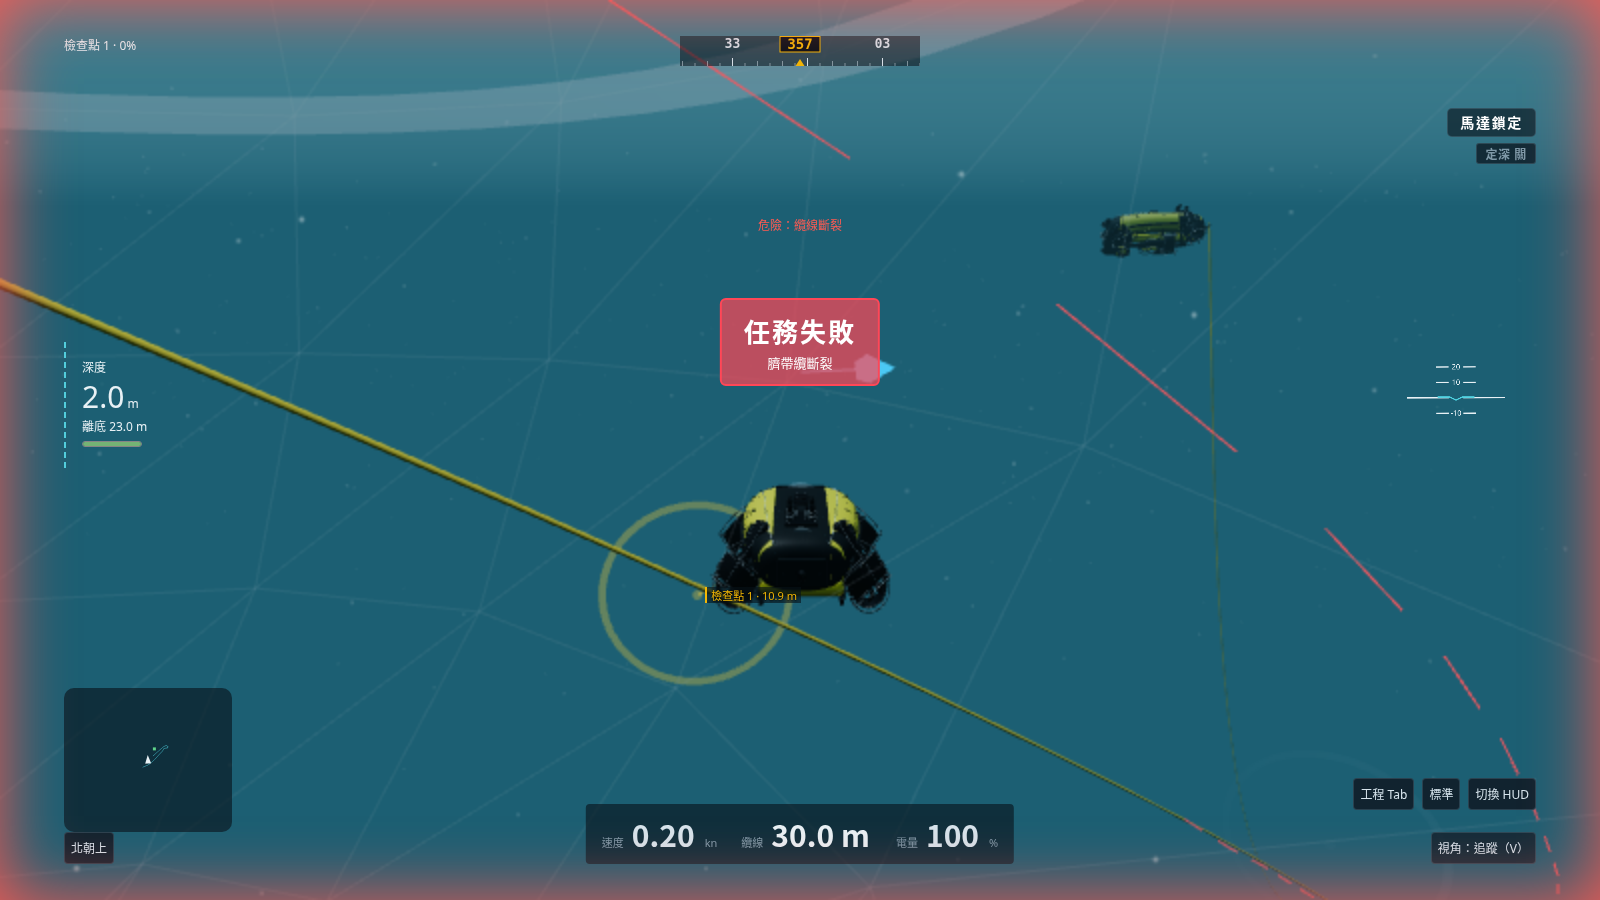 檢查點 1 · 0%
33 357 03
馬達鎖定
定深 關
危險：纜線斷裂
任務失敗
臍帶纜斷裂
深度
2.0 m
離底 23.0 m
20
10
-10
檢查點 1 · 10.9 m
北朝上
速度 0.20 kn 纜線 30.0 m 電量 100 %
工程 Tab 標準 切換 HUD
視角：追蹤（V）